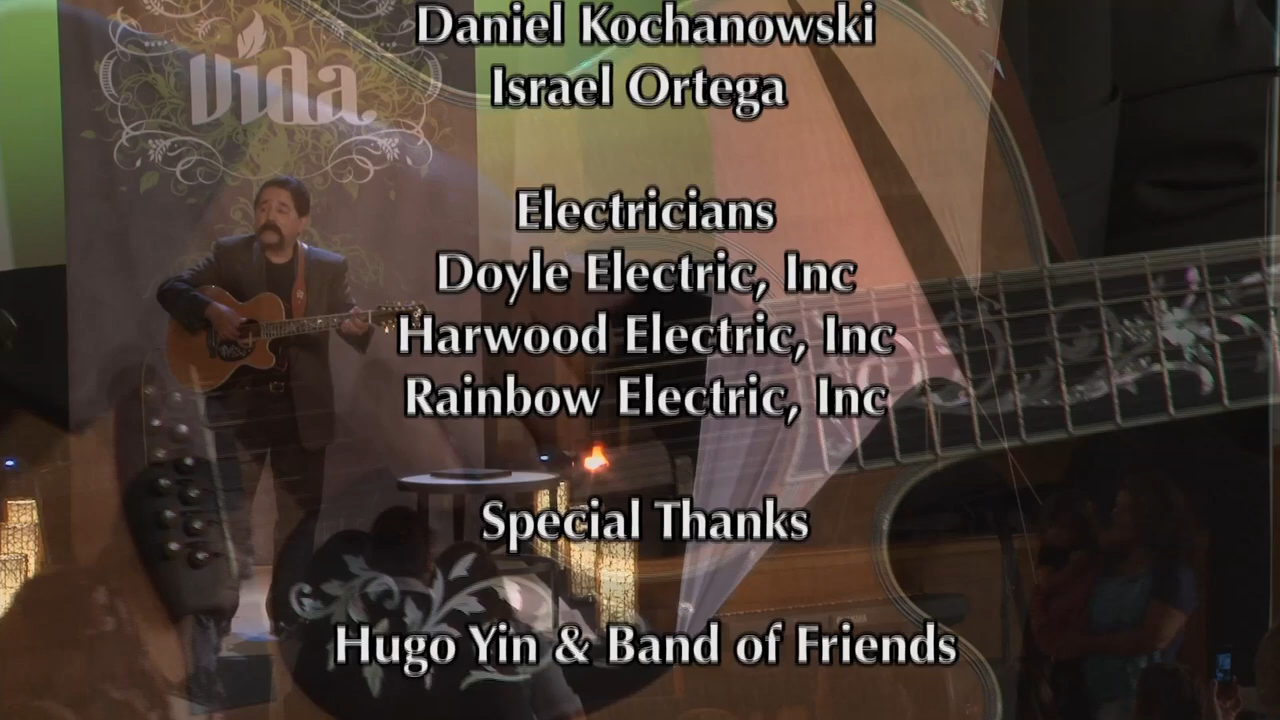 Daniel Kochanowski
Israel Ortega
vida
Electricians
Doyle Electric, Inc
Harwood Electric, Inc
Rainbow Electric, Inc
Special Thanks
Hugo Yin & Band of Friends